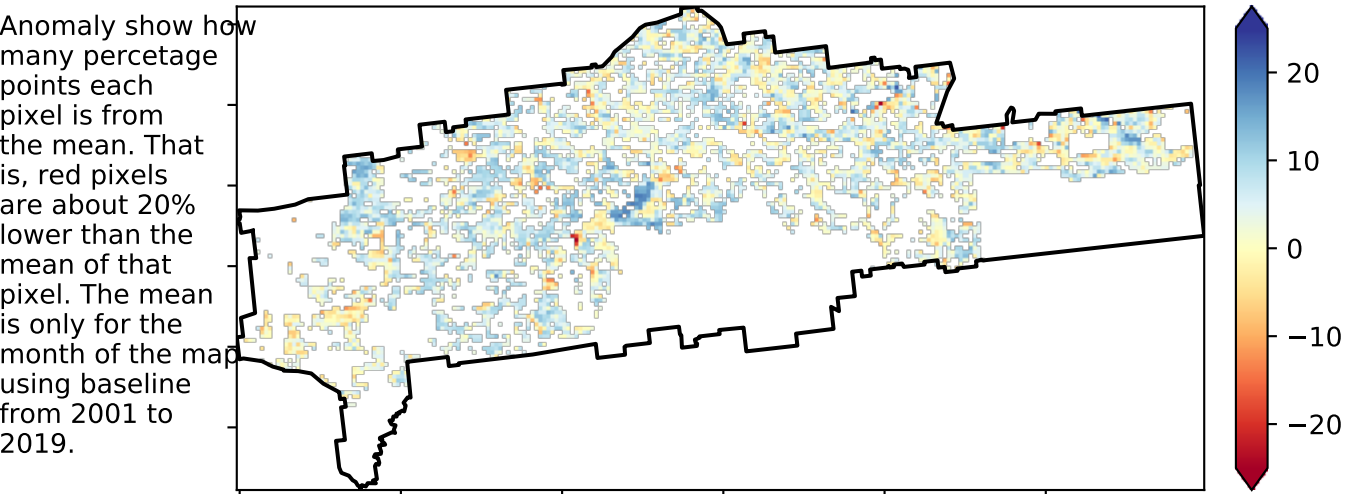 Anomaly show how
many percetage
points each
pixel is from
the mean. That
is, red pixels
are about 20%
lower than the
mean of that
pixel. The mean
is only for the
month of the map
using baseline
from 2001 to
2019.
20
10
0
−10
−20